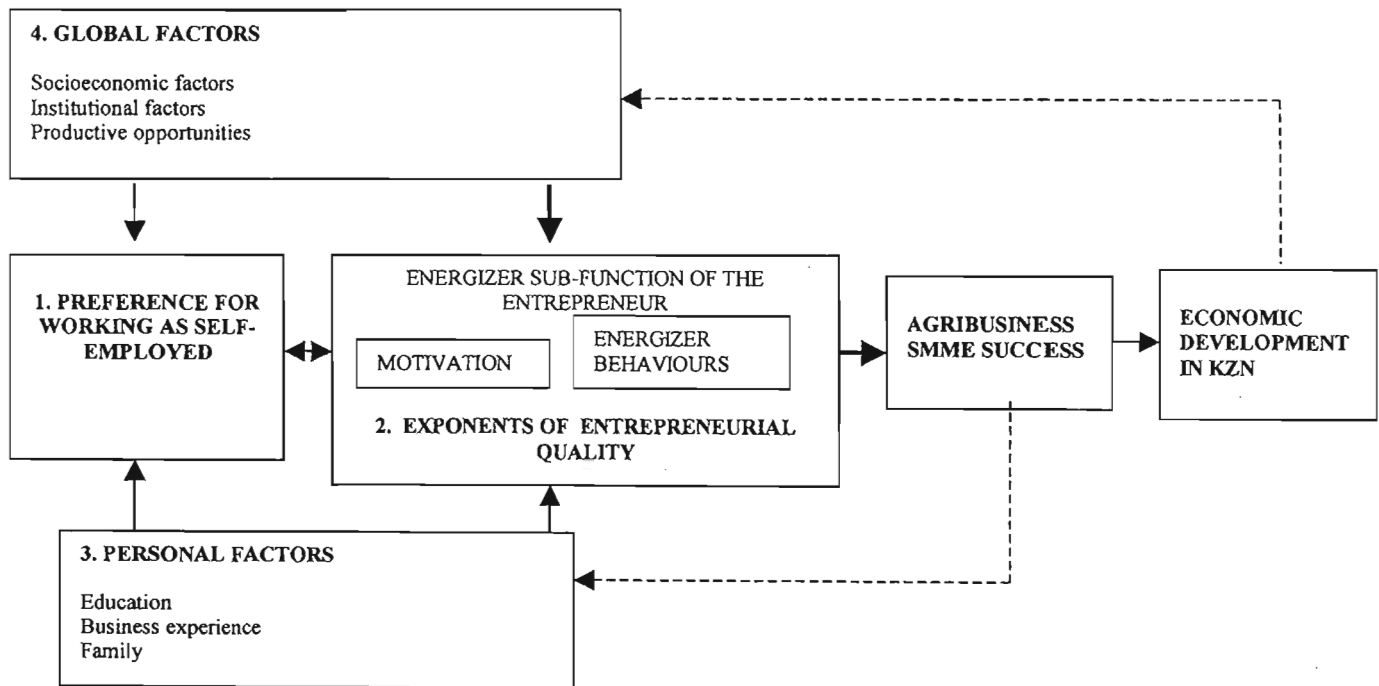 4. GLOBAL FACTORS
Socioeconomic factors
Institutional factors
Productive opportunities
1. PREFERENCE FOR
WORKING AS SELF-
EMPLOYED
ENERGIZER SUB-FUNCTION OF THE
ENTREPRENEUR
MOTIVATION
ENERGIZER
BEHAVIOURS
2. EXPONENTS OF ENTREPRENEURIAL
QUALITY
AGRIBUSINESS
SMME SUCCESS
ECONOMIC
DEVELOPMENT
IN KZN
3. PERSONAL FACTORS
Education
Business experience
Family